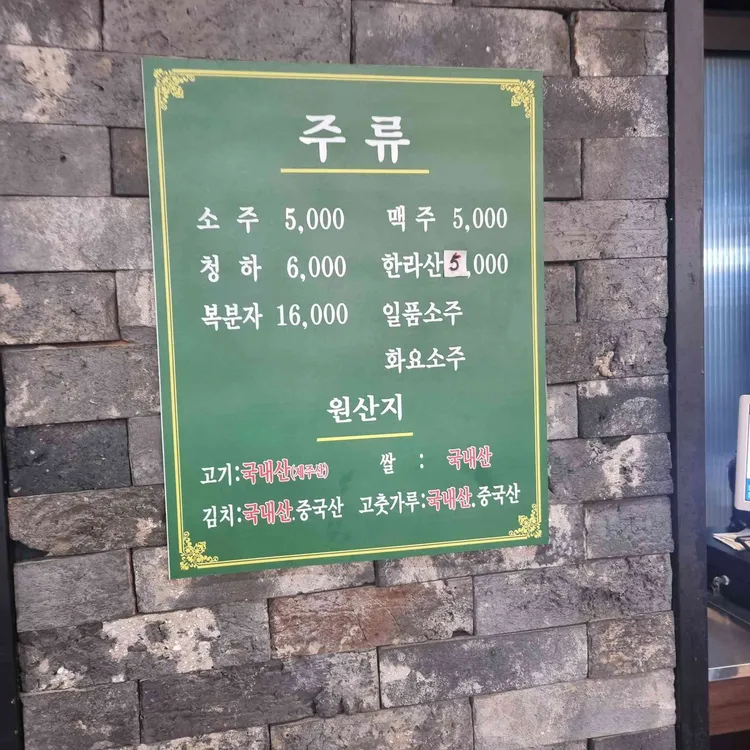 주류
소 주 5,000 맥 주 5,000
청 하 6,000 한라산 5,000
복분자 16,000 일품소주
화요소주
원산지
고기:국내산(제주산) 쌀 : 국내산
김치:국내산.중국산 고춧가루:국내산.중국산